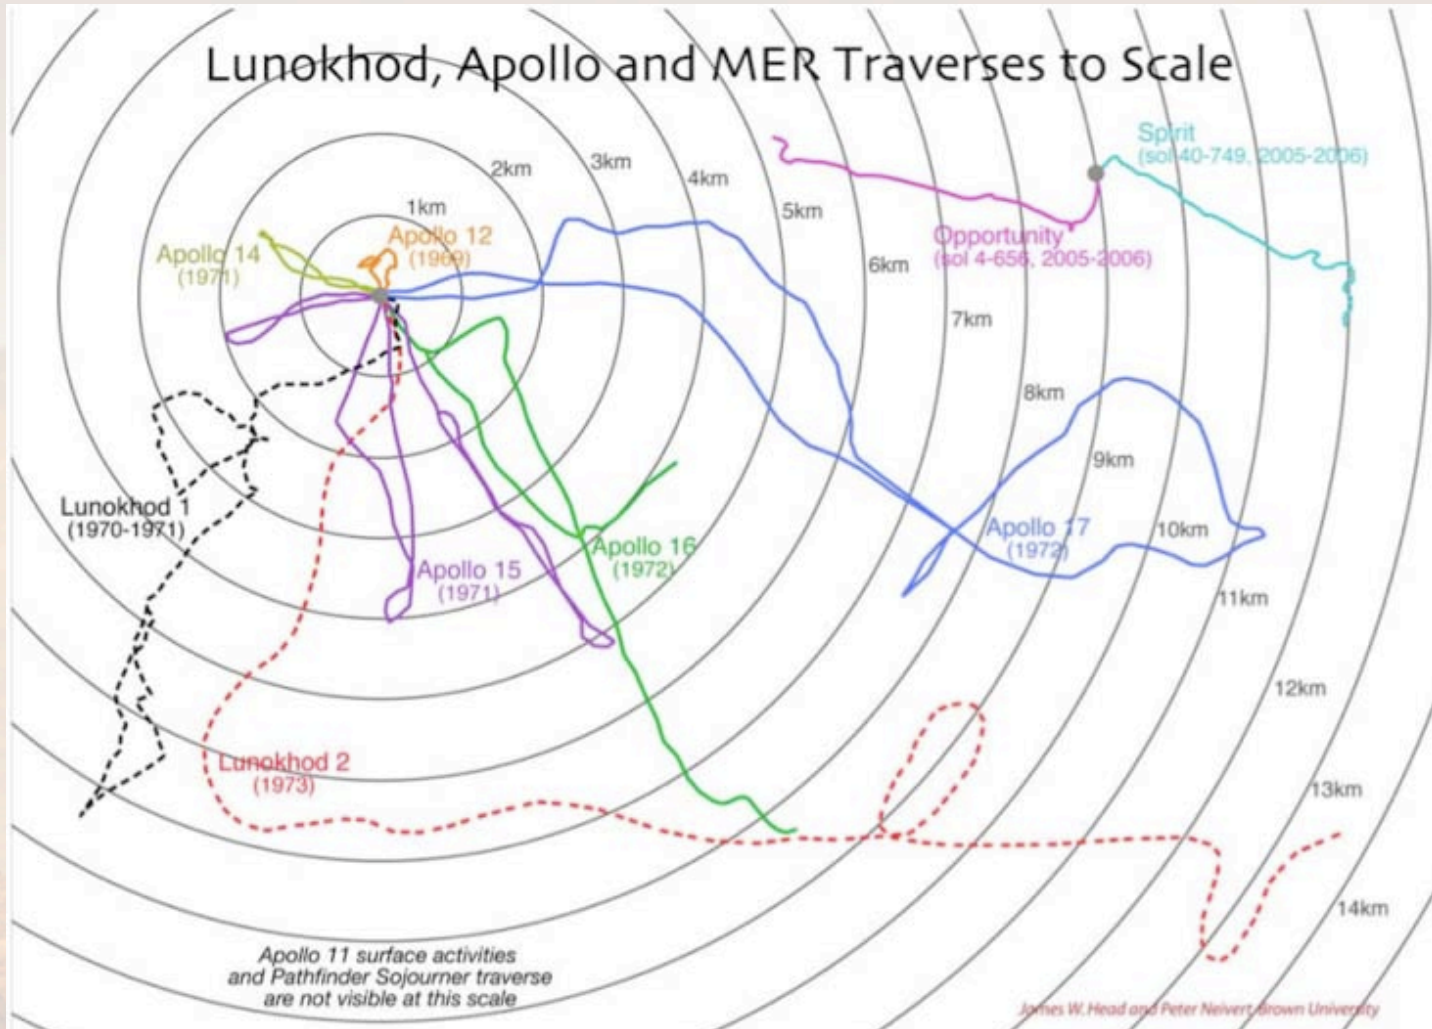 Lunokhod, Apollo and MER Traverses to Scale
Spirit
(sol 40-749, 2005-2006)
2km
3km
4km
1km
5km
Apollo 12
(1969)
Apollo 14
(1971)
Opportunity
(sol 4-656, 2005-2006)
6km
7km
8km
9km
Lunokhod 1
(1970-1971)
Apollo 17
(1972)
10km
Apollo 16
(1972)
Apollo 15
(1971)
11km
12km
Lunokhod 2
(1973)
13km
14km
Apollo 11 surface activities
and Pathfinder Sojourner traverse
are not visible at this scale
James W. Head and Peter Neivert, Brown University